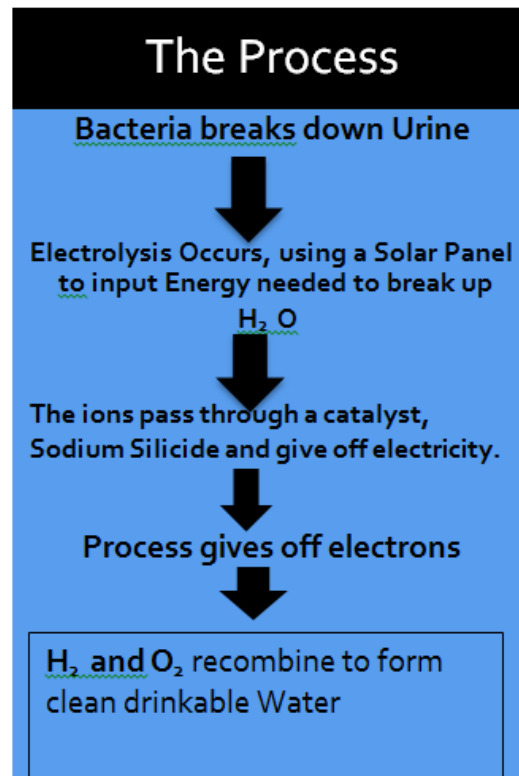 The Process
Bacteria breaks down Urine
Electrolysis Occurs, using a Solar Panel
to input Energy needed to break up
H₂ O
The ions pass through a catalyst,
Sodium Silicide and give off electricity.
Process gives off electrons
H₂ and O₂ recombine to form
clean drinkable Water